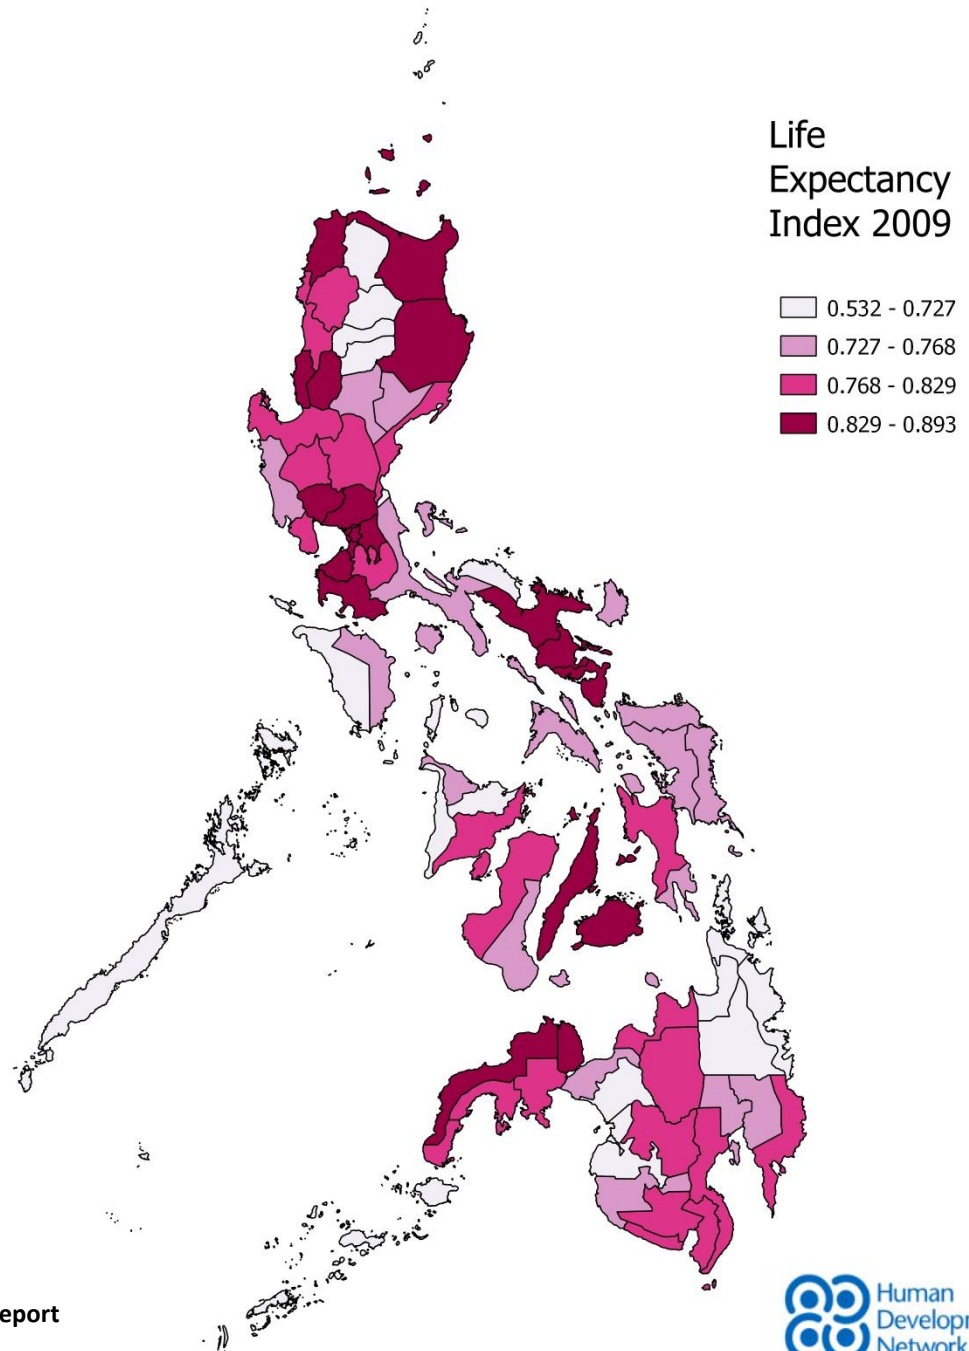 Life
Expectancy
Index 2009
0.532 - 0.727
0.727 - 0.768
0.768 - 0.829
0.829 - 0.893
eport
Human
Developm
Network